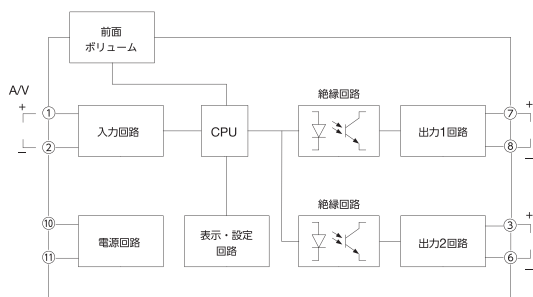 前面
ボリューム
A/V
+
①
②
−
入力回路
CPU
絶縁回路
出力1回路
⑦
⑧
+
−
⑩
⑪
電源回路
表示・設定
回路
絶縁回路
出力2回路
③
⑥
+
−